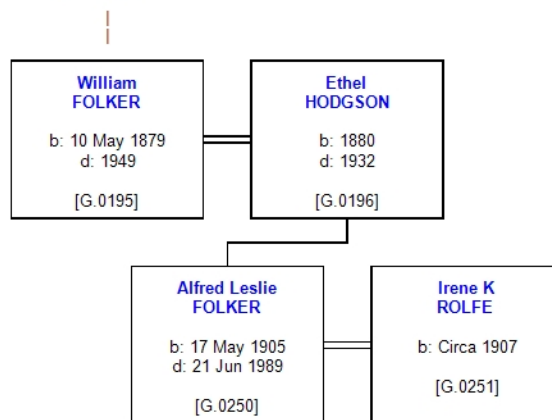 William
FOLKER
b: 10 May 1879
d: 1949
[G.0195]
Ethel
HODGSON
b: 1880
d: 1932
[G.0196]
Alfred Leslie
FOLKER
b: 17 May 1905
d: 21 Jun 1989
[G.0250]
Irene K
ROLFE
b: Circa 1907
[G.0251]